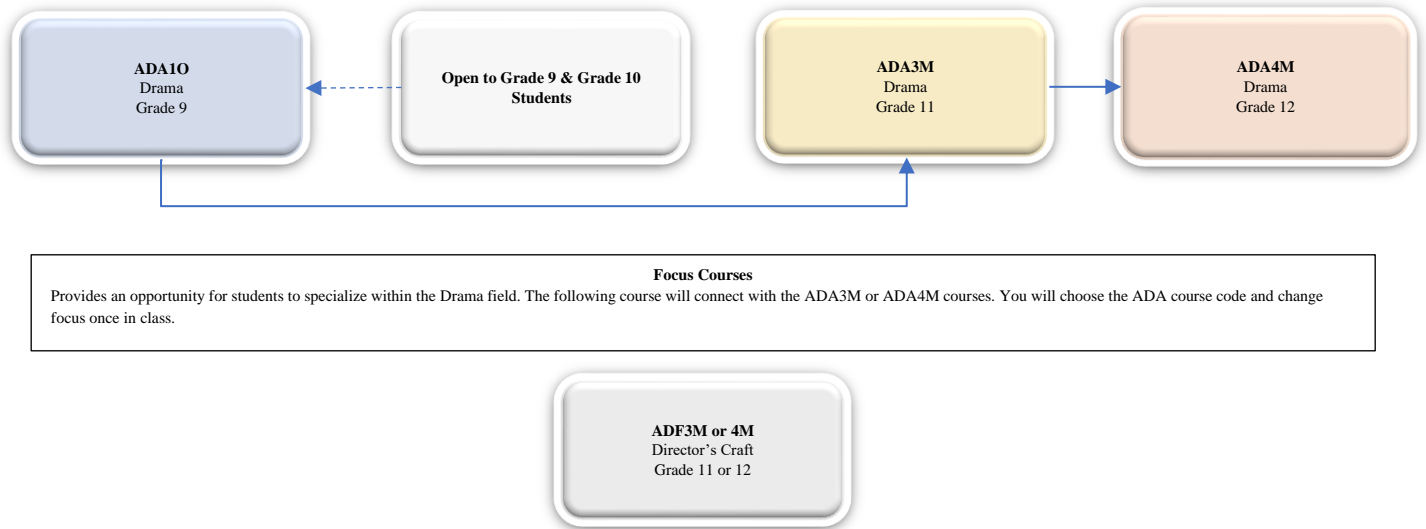 ADA1O
Drama
Grade 9
Open to Grade 9 & Grade 10
Students
ADA3M
Drama
Grade 11
ADA4M
Drama
Grade 12
Focus Courses
Provides an opportunity for students to specialize within the Drama field. The following course will connect with the ADA3M or ADA4M courses. You will choose the ADA course code and change
focus once in class.
ADF3M or 4M
Director’s Craft
Grade 11 or 12